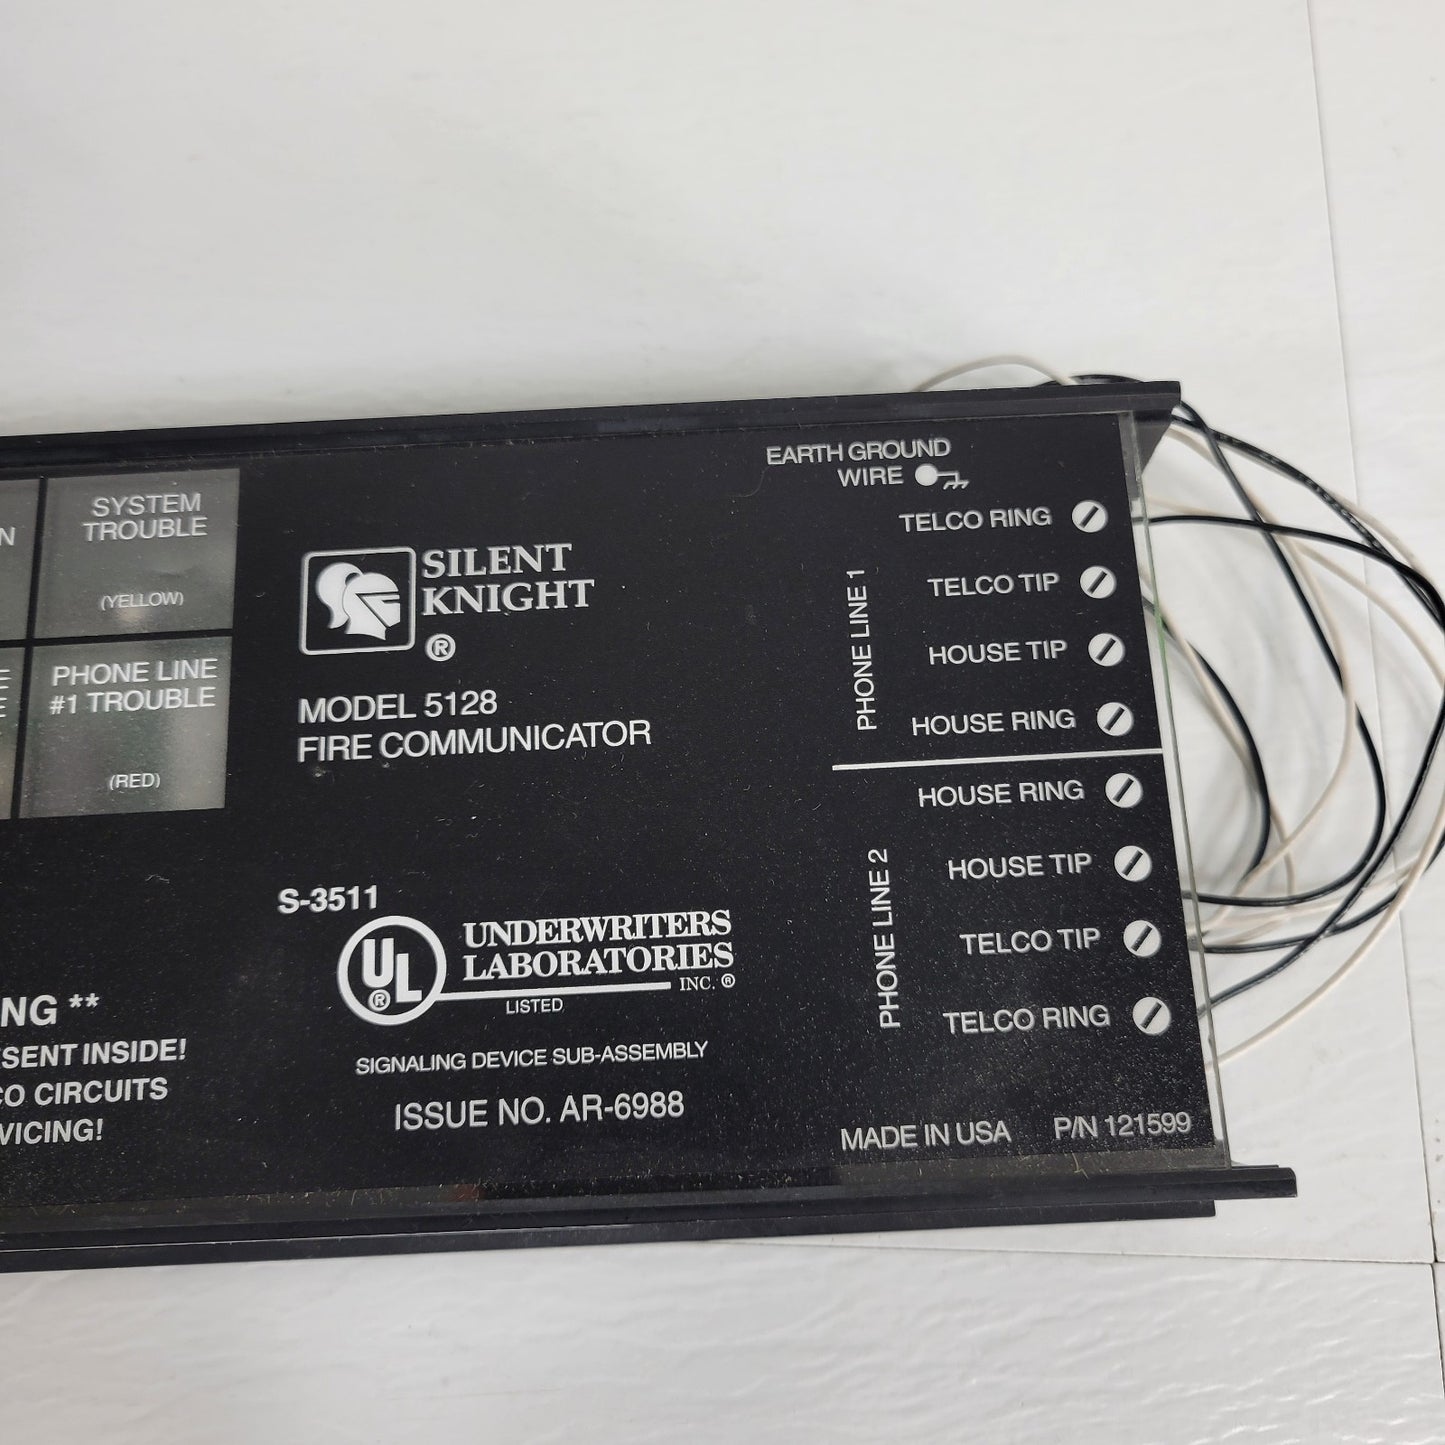 N
SYSTEM
TROUBLE
(YELLOW)
E
E
PHONE LINE
#1 TROUBLE
(RED)
NG **
ESENT INSIDE!
CO CIRCUITS
VICING!
SILENT
KNIGHT
®
MODEL 5128
FIRE COMMUNICATOR
S-3511
UL
®
UNDERWRITERS
LABORATORIES
INC. ®
LISTED
SIGNALING DEVICE SUB-ASSEMBLY
ISSUE NO. AR-6988
EARTH GROUND
WIRE
PHONE LINE 1
TELCO RING
TELCO TIP
HOUSE TIP
HOUSE RING
PHONE LINE 2
HOUSE RING
HOUSE TIP
TELCO TIP
TELCO RING
MADE IN USA P/N 121599